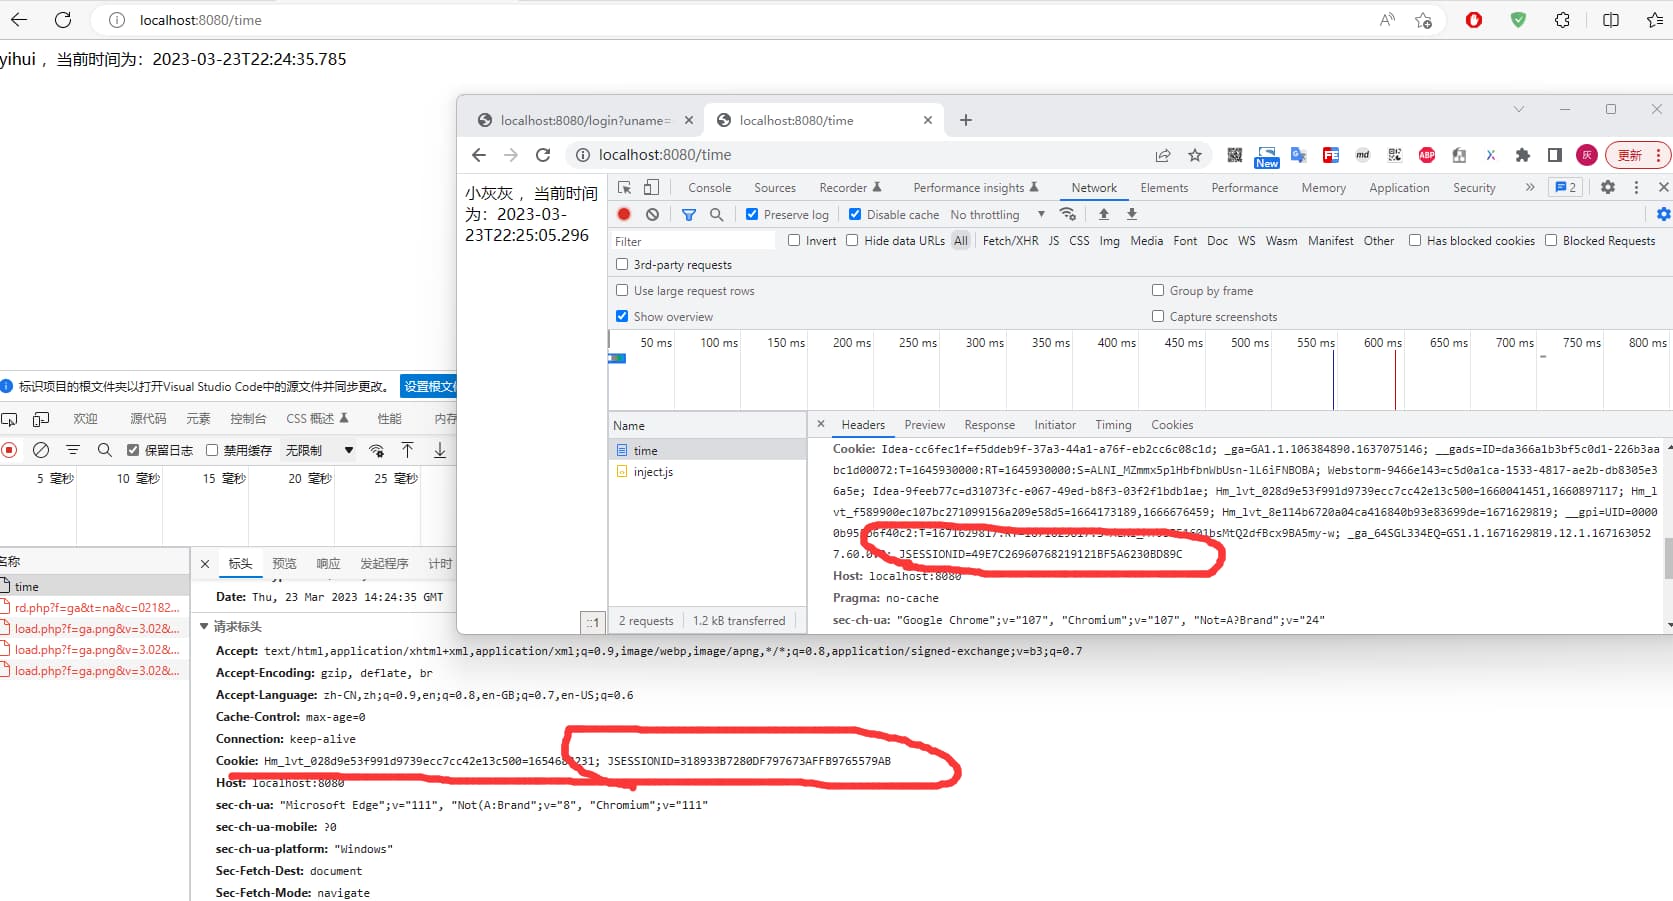 localhost:8080/time
yihui ，当前时间为：2023-03-23T22:24:35.785
localhost:8080/login?uname=
localhost:8080/time
localhost:8080/time
New
更新
小灰灰 ，当前时间
为：2023-03-
23T22:25:05.296
Console Sources Recorder Performance insights Network Elements Performance Memory Application Security » 2
Preserve log Disable cache No throttling
Filter Invert Hide data URLs All Fetch/XHR JS CSS Img Media Font Doc WS Wasm Manifest Other Has blocked cookies Blocked Requests
3rd-party requests
Use large request rows Group by frame
Show overview Capture screenshots
50 ms 100 ms 150 ms 200 ms 250 ms 300 ms 350 ms 400 ms 450 ms 500 ms 550 ms 600 ms 650 ms 700 ms 750 ms 800 ms
Name
time
inject.js
2 requests 1.2 kB transferred
Headers Preview Response Initiator Timing Cookies
Cookie: Idea-cc6fec1f=f5ddeb9f-37a3-44a1-a76f-eb2cc6c08c1d; _ga=GA1.1.106384890.1637075146; __gads=ID=da366a1b3bf5c0d1-226b3aa
bc1d00072:T=1645930000:RT=1645930000:S=ALNI_MZmmx5plHbfbnWbUsn-1L6iFNBOBA; Webstorm-9466e143=c5d0a1ca-1533-4817-ae2b-db8305e3
6a5e; Idea-9feeb77c=d31073fc-e067-49ed-b8f3-03f2f1bdb1ae; Hm_lvt_028d9e53f991d9739ecc7cc42e13c500=1660041451,1660897117; Hm_l
vt_f589900ec107bc271099156a209e58d5=1664173189,1666676459; Hm_lvt_8e114b6720a04ca416840b93e83699de=1671629819; __gpi=UID=0000
bsMtQ2dfBcx9BA5my-w; _ga_64SGL334EQ=GS1.1.1671629819.12.1.167163052
7.60.0 JSESSIONID=49E7C26960768219121BF5A6230BD89C
Host: localhost:8080
Pragma: no-cache
sec-ch-ua: "Google Chrome";v="107", "Chromium";v="107", "Not=A?Brand";v="24"
标识项目的根文件夹以打开Visual Studio Code中的源文件并同步更改。 设置根文件
欢迎 源代码 元素 控制台 CSS 概述 性能 内存
保留日志 禁用缓存 无限制
5 毫秒 10 毫秒 15 毫秒 20 毫秒 25 毫秒
名称
time
rd.php?f=ga&t=na&c=02182...
load.php?f=ga.png&v=3.02&...
load.php?f=ga.png&v=3.02&...
load.php?f=ga.png&v=3.02&...
标头 预览 响应 发起程序 计时
Date: Thu, 23 Mar 2023 14:24:35 GMT
请求标头
Accept: text/html,application/xhtml+xml,application/xml;q=0.9,image/webp,image/apng,*/*;q=0.8,application/signed-exchange;v=b3;q=0.7
Accept-Encoding: gzip, deflate, br
Accept-Language: zh-CN,zh;q=0.9,en;q=0.8,en-GB;q=0.7,en-US;q=0.6
Cache-Control: max-age=0
Connection: keep-alive
Cookie: JSESSIONID=318933B7280DF797673AFFB9765579AB
Host: localhost:8080
sec-ch-ua: "Microsoft Edge";v="111", "Not(A:Brand";v="8", "Chromium";v="111"
sec-ch-ua-mobile: ?0
sec-ch-ua-platform: "Windows"
Sec-Fetch-Dest: document
Sec-Fetch-Mode: navigate